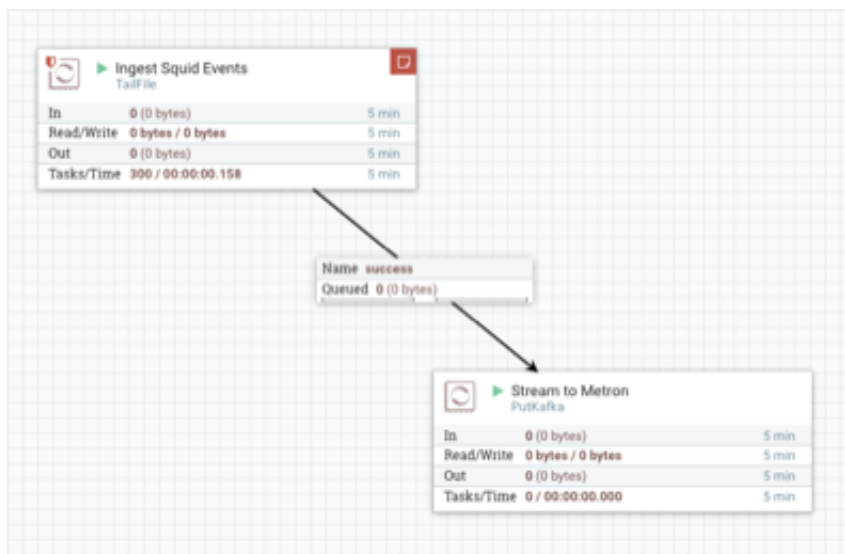 Ingest Squid Events
TailFile
In 0 (0 bytes) 5 min
Read/Write 0 bytes / 0 bytes 5 min
Out 0 (0 bytes) 5 min
Tasks/Time 300 / 00:00:00.158 5 min
Name success
Queued 0 (0 bytes)
Stream to Metron
PutKafka
In 0 (0 bytes) 5 min
Read/Write 0 bytes / 0 bytes 5 min
Out 0 (0 bytes) 5 min
Tasks/Time 0 / 00:00:00.000 5 min